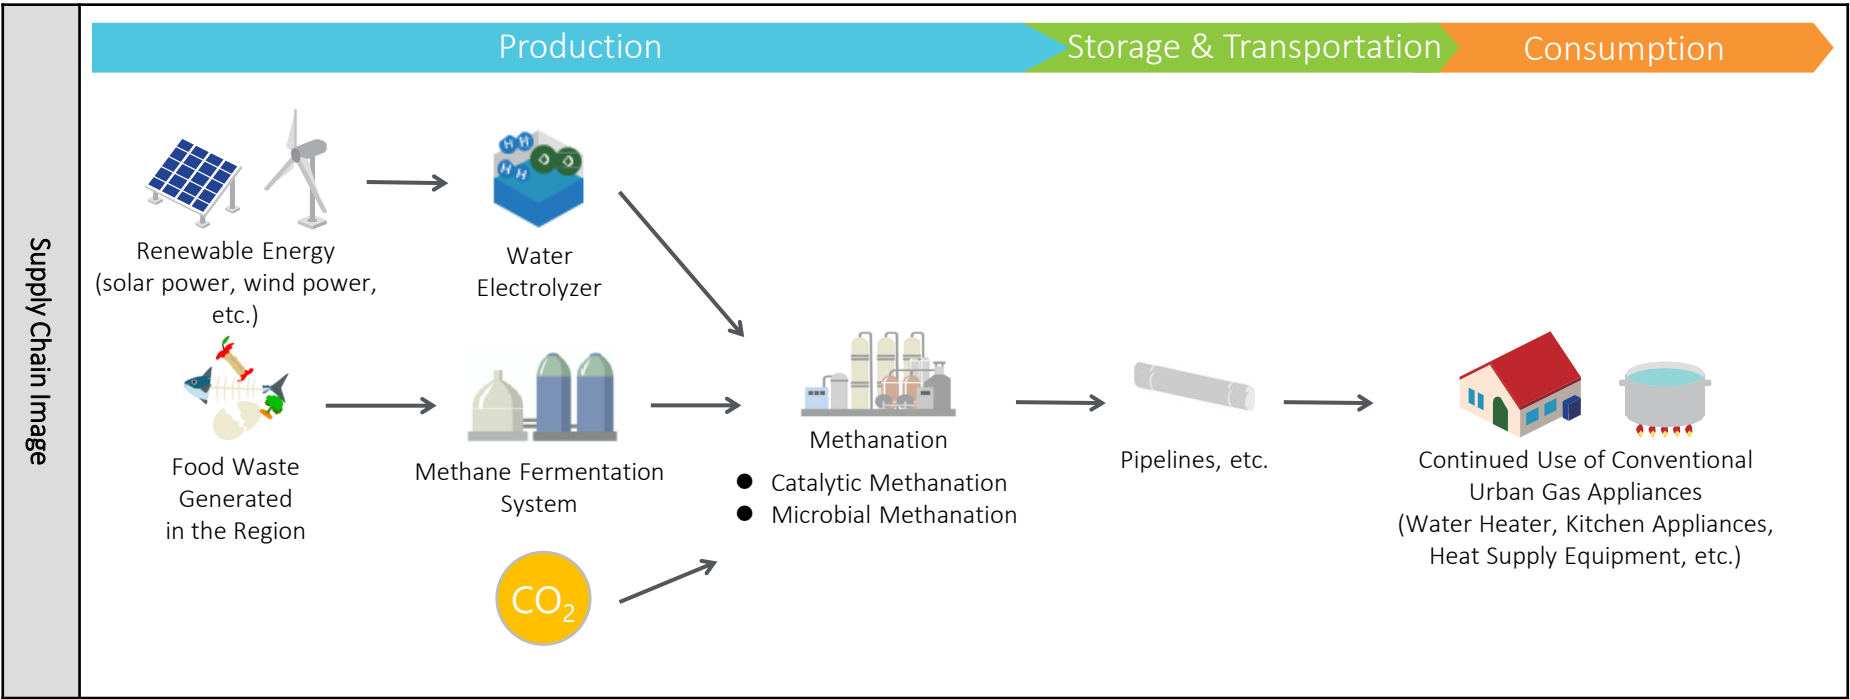 Supply Chain Image
Production
Storage & Transportation
Consumption
H H
H H
O O
Renewable Energy
(solar power, wind power,
etc.)
Water
Electrolyzer
Food Waste
Generated
in the Region
Methane Fermentation
System
CO₂
Methanation
● Catalytic Methanation
● Microbial Methanation
Pipelines, etc.
Continued Use of Conventional
Urban Gas Appliances
(Water Heater, Kitchen Appliances,
Heat Supply Equipment, etc.)